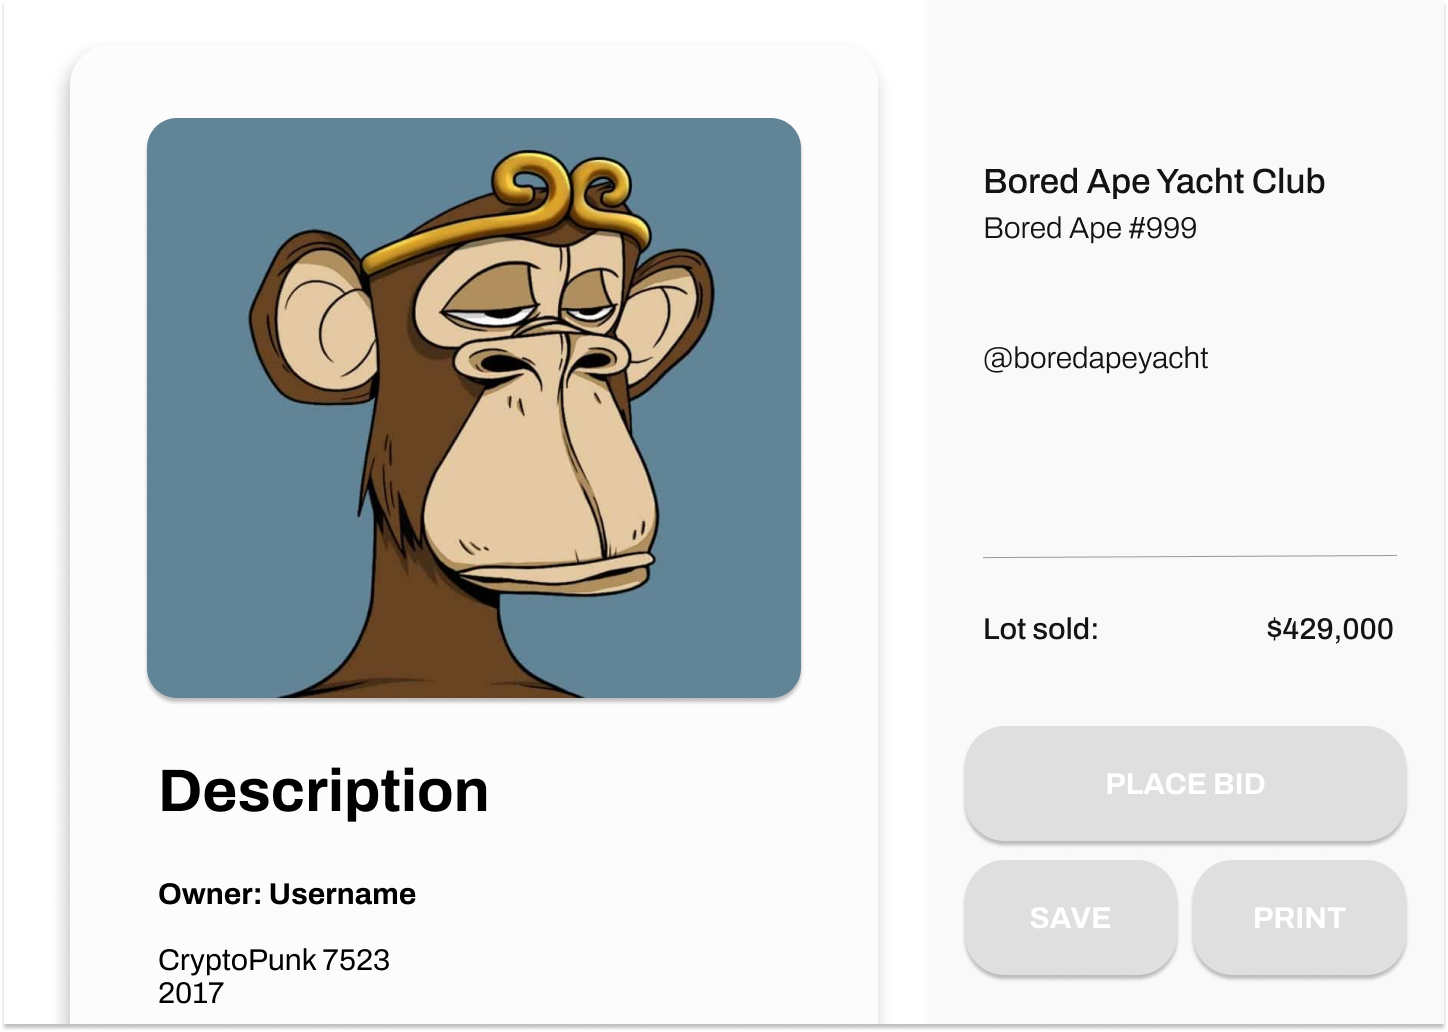 Bored Ape Yacht Club
Bored Ape #999
@boredapeyacht
Lot sold: $429,000
PLACE BID
SAVE PRINT
Description
Owner: Username
CryptoPunk 7523
2017